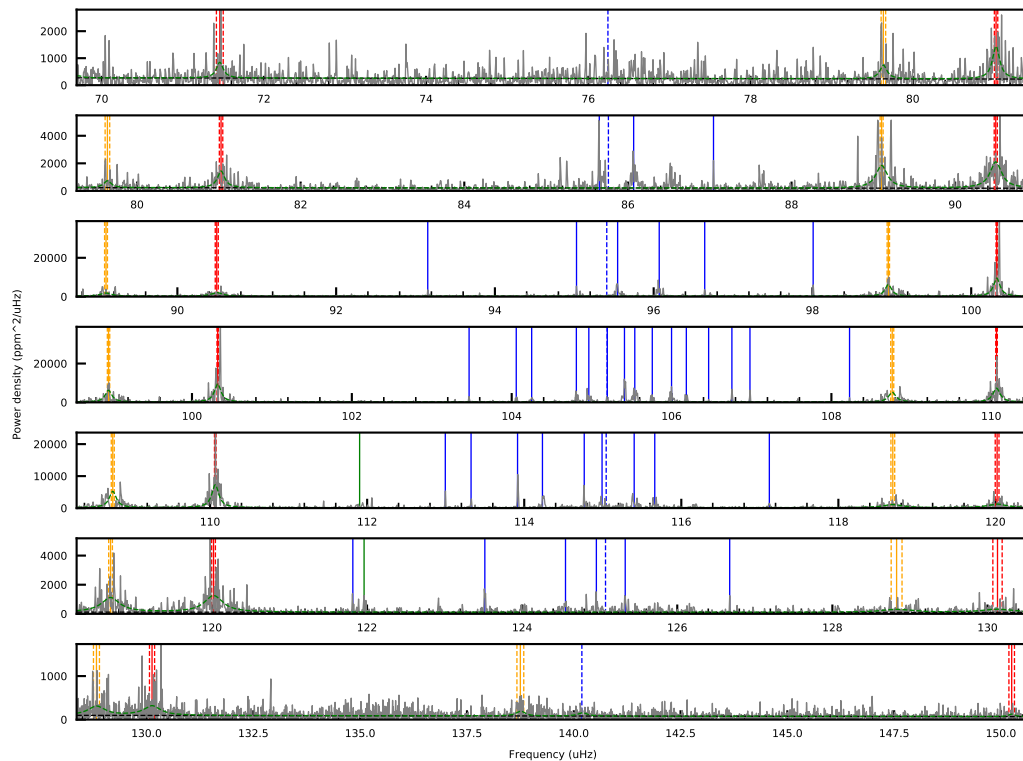 2000
1000
0
70 72 74 76 78 80
4000
2000
0
80 82 84 86 88 90
20000
0
90 92 94 96 98 100
20000
0
100 102 104 106 108 110
20000
10000
0
110 112 114 116 118 120
4000
2000
0
120 122 124 126 128 130
1000
0
130.0 132.5 135.0 137.5 140.0 142.5 145.0 147.5 150.0
Frequency (uHz)
Power density (ppm^2/uHz)